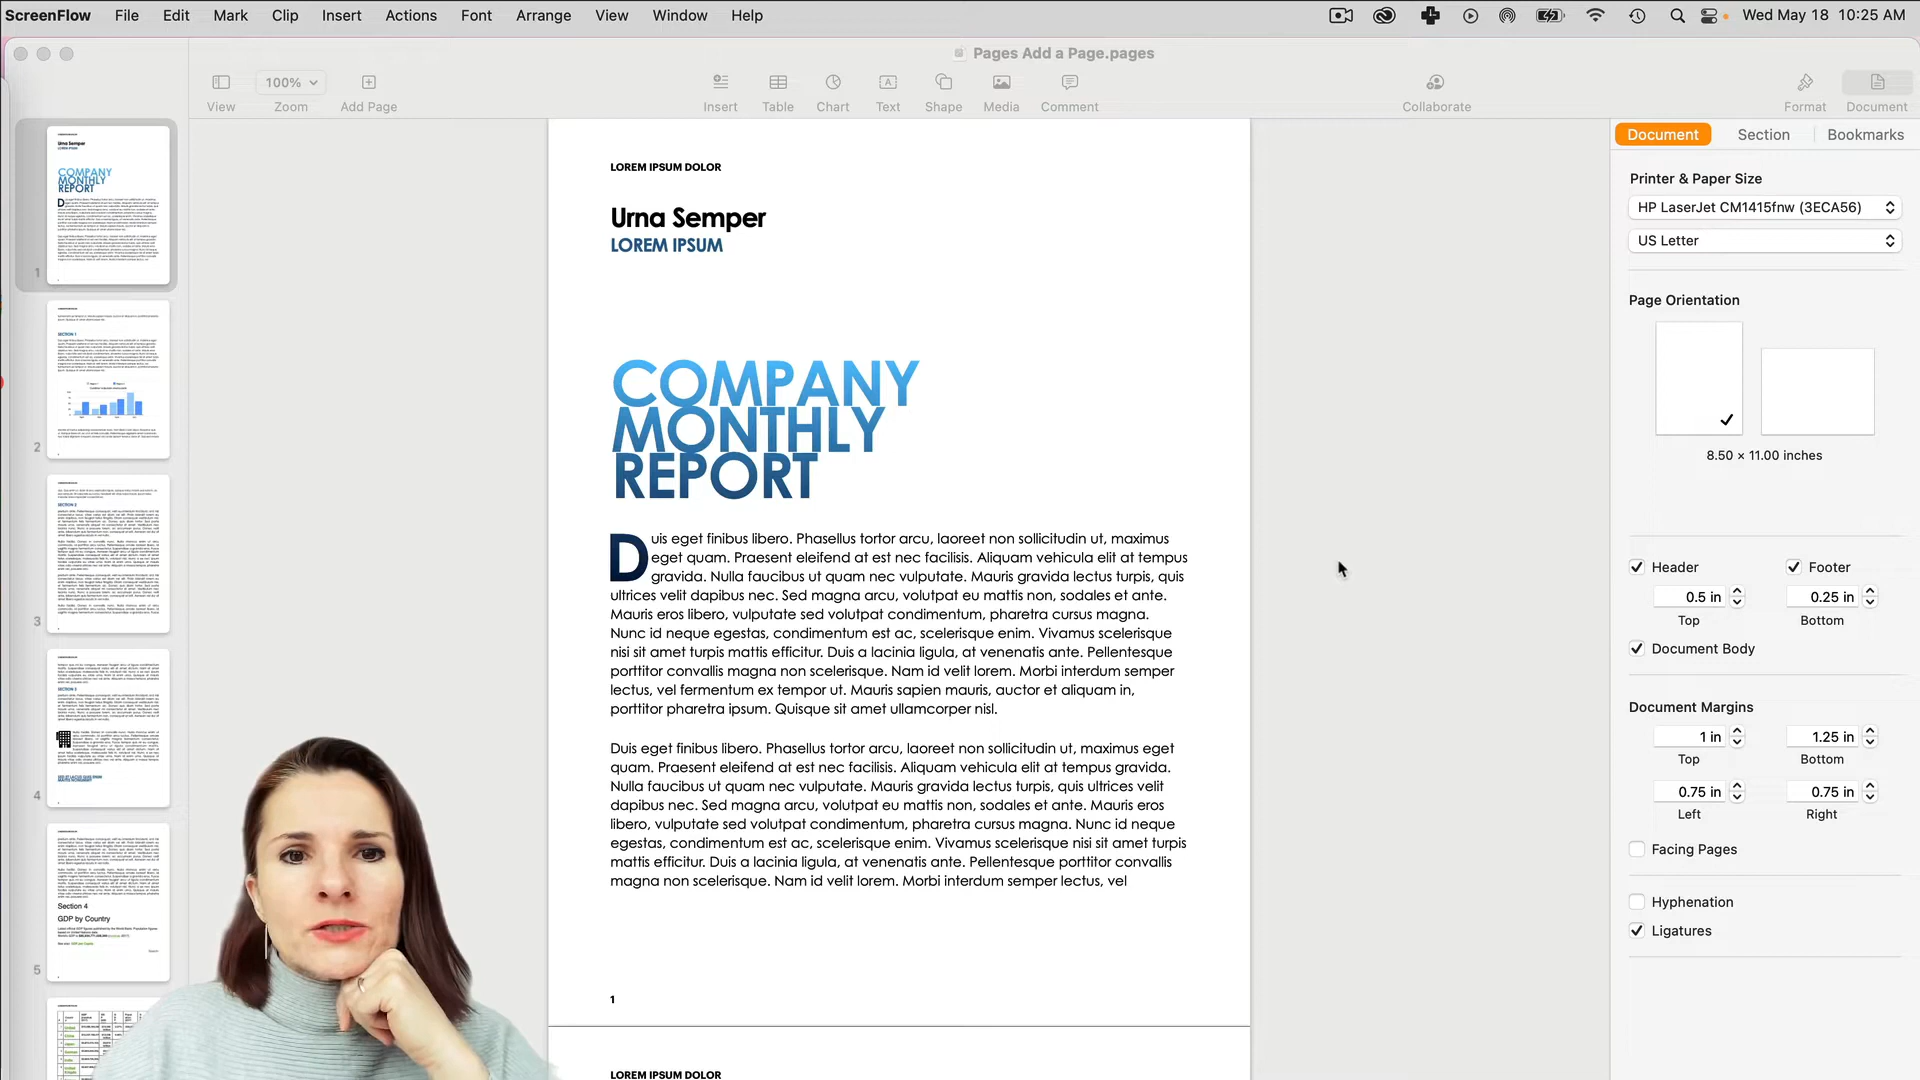 ScreenFlow File Edit Mark Clip Insert Actions Font Arrange View Window Help Wed May 18 10:25 AM
Pages Add a Page.pages
100%
View Zoom Add Page Insert Table Chart Text Shape Media Comment Collaborate Format Document
Document Section Bookmarks
Printer & Paper Size
HP LaserJet CM1415fnw (3ECA56)
US Letter
Page Orientation
8.50 × 11.00 inches
Header Footer
0.5 in 0.25 in
Top Bottom
Document Body
Document Margins
1 in 1.25 in
Top Bottom
0.75 in 0.75 in
Left Right
Facing Pages
Hyphenation
Ligatures
Urna Semper
COMPANY
MONTHLY
REPORT
1
SECTION 1
2
SECTION 2
3
SECTION 3
4
Section 4
GDP by Country
5
LOREM IPSUM DOLOR
Urna Semper
LOREM IPSUM
COMPANY
MONTHLY
REPORT
Duis eget finibus libero. Phasellus tortor arcu, laoreet non sollicitudin ut, maximus
eget quam. Praesent eleifend at est nec facilisis. Aliquam vehicula elit at tempus
gravida. Nulla faucibus ut quam nec vulputate. Mauris gravida lectus turpis, quis
ultrices velit dapibus nec. Sed magna arcu, volutpat eu mattis non, sodales et ante.
Mauris eros libero, vulputate sed volutpat condimentum, pharetra cursus magna.
Nunc id neque egestas, condimentum est ac, scelerisque enim. Vivamus scelerisque
nisi sit amet turpis mattis efficitur. Duis a lacinia ligula, at venenatis ante. Pellentesque
porttitor convallis magna non scelerisque. Nam id velit lorem. Morbi interdum semper
lectus, vel fermentum ex tempor ut. Mauris sapien mauris, auctor et aliquam in,
porttitor pharetra ipsum. Quisque sit amet ullamcorper nisl.
Duis eget finibus libero. Phasellus tortor arcu, laoreet non sollicitudin ut, maximus eget
quam. Praesent eleifend at est nec facilisis. Aliquam vehicula elit at tempus gravida.
Nulla faucibus ut quam nec vulputate. Mauris gravida lectus turpis, quis ultrices velit
dapibus nec. Sed magna arcu, volutpat eu mattis non, sodales et ante. Mauris eros
libero, vulputate sed volutpat condimentum, pharetra cursus magna. Nunc id neque
egestas, condimentum est ac, scelerisque enim. Vivamus scelerisque nisi sit amet turpis
mattis efficitur. Duis a lacinia ligula, at venenatis ante. Pellentesque porttitor convallis
magna non scelerisque. Nam id velit lorem. Morbi interdum semper lectus, vel
1
LOREM IPSUM DOLOR